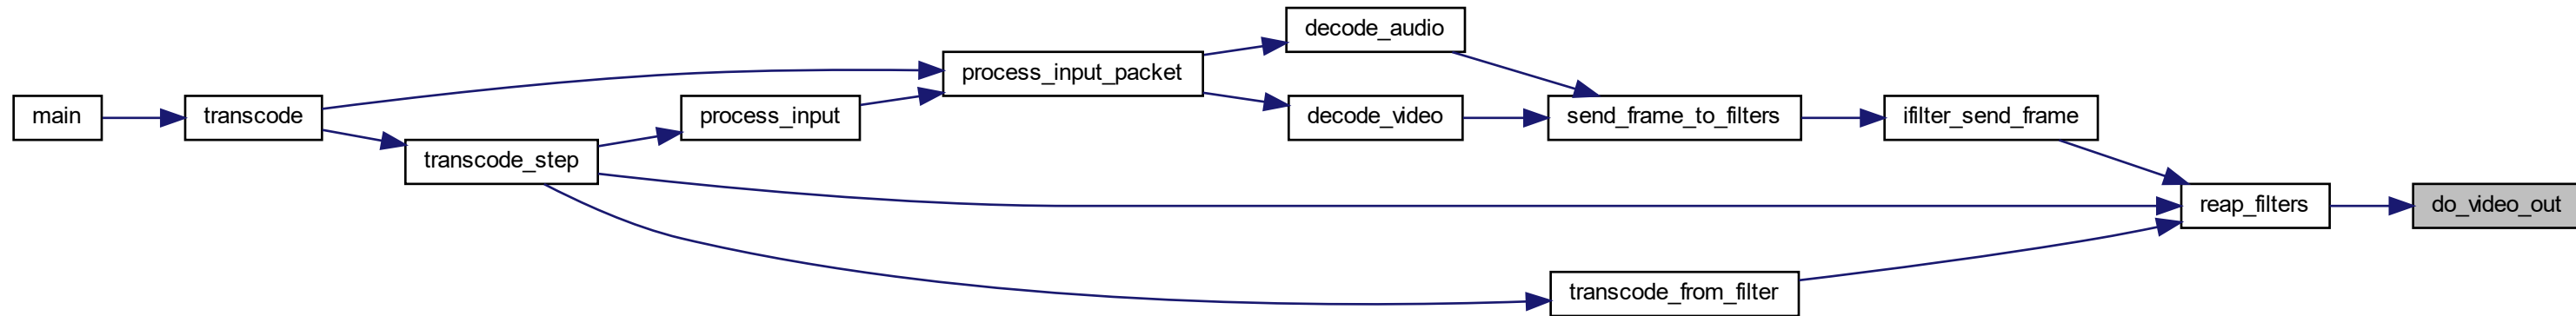 main
transcode
transcode_step
process_input
process_input_packet
decode_audio
decode_video
send_frame_to_filters
ifilter_send_frame
reap_filters
do_video_out
transcode_from_filter